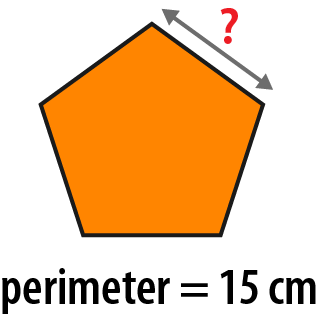 ?
perimeter = 15 cm